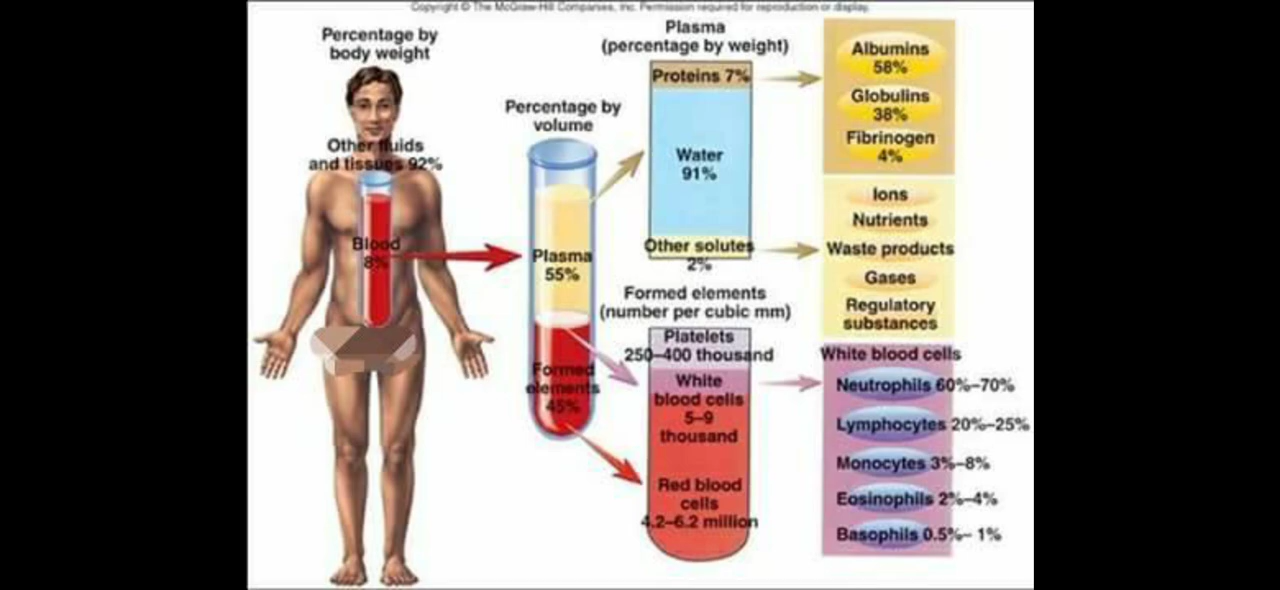 Copyright © The McGraw-Hill Companies, Inc. Permission required for reproduction or display.
Percentage by
body weight
Other fluids
and tissues 92%
Blood
8%
Percentage by
volume
Plasma
55%
Formed
elements
45%
Plasma
(percentage by weight)
Proteins 7%
Water
91%
Other solutes
2%
Formed elements
(number per cubic mm)
Platelets
250–400 thousand
White
blood cells
5–9
thousand
Red blood
cells
4.2–6.2 million
Albumins
58%
Globulins
38%
Fibrinogen
4%
Ions
Nutrients
Waste products
Gases
Regulatory
substances
White blood cells
Neutrophils 60%–70%
Lymphocytes 20%–25%
Monocytes 3%–8%
Eosinophils 2%–4%
Basophils 0.5%– 1%